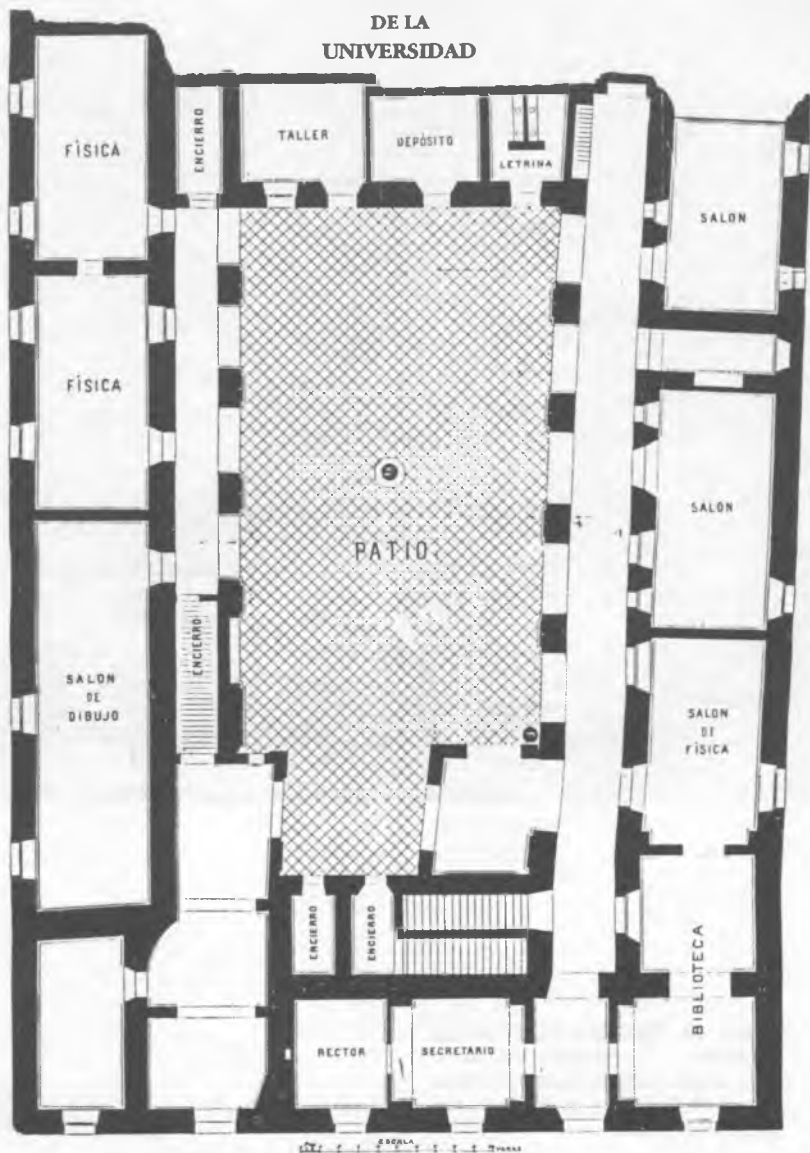 DE LA
UNIVERSIDAD
FÍSICA
ENCIERRO
TALLER
DEPÓSITO
LETRINA
SALON
FÍSICA
SALON
PATIO
ENCIERRO
SALON
DE
DIBUJO
SALON
DE
FÍSICA
ENCIERRO
ENCIERRO
BIBLIOTECA
RECTOR
SECRETARIO
ESCALA
VARAS